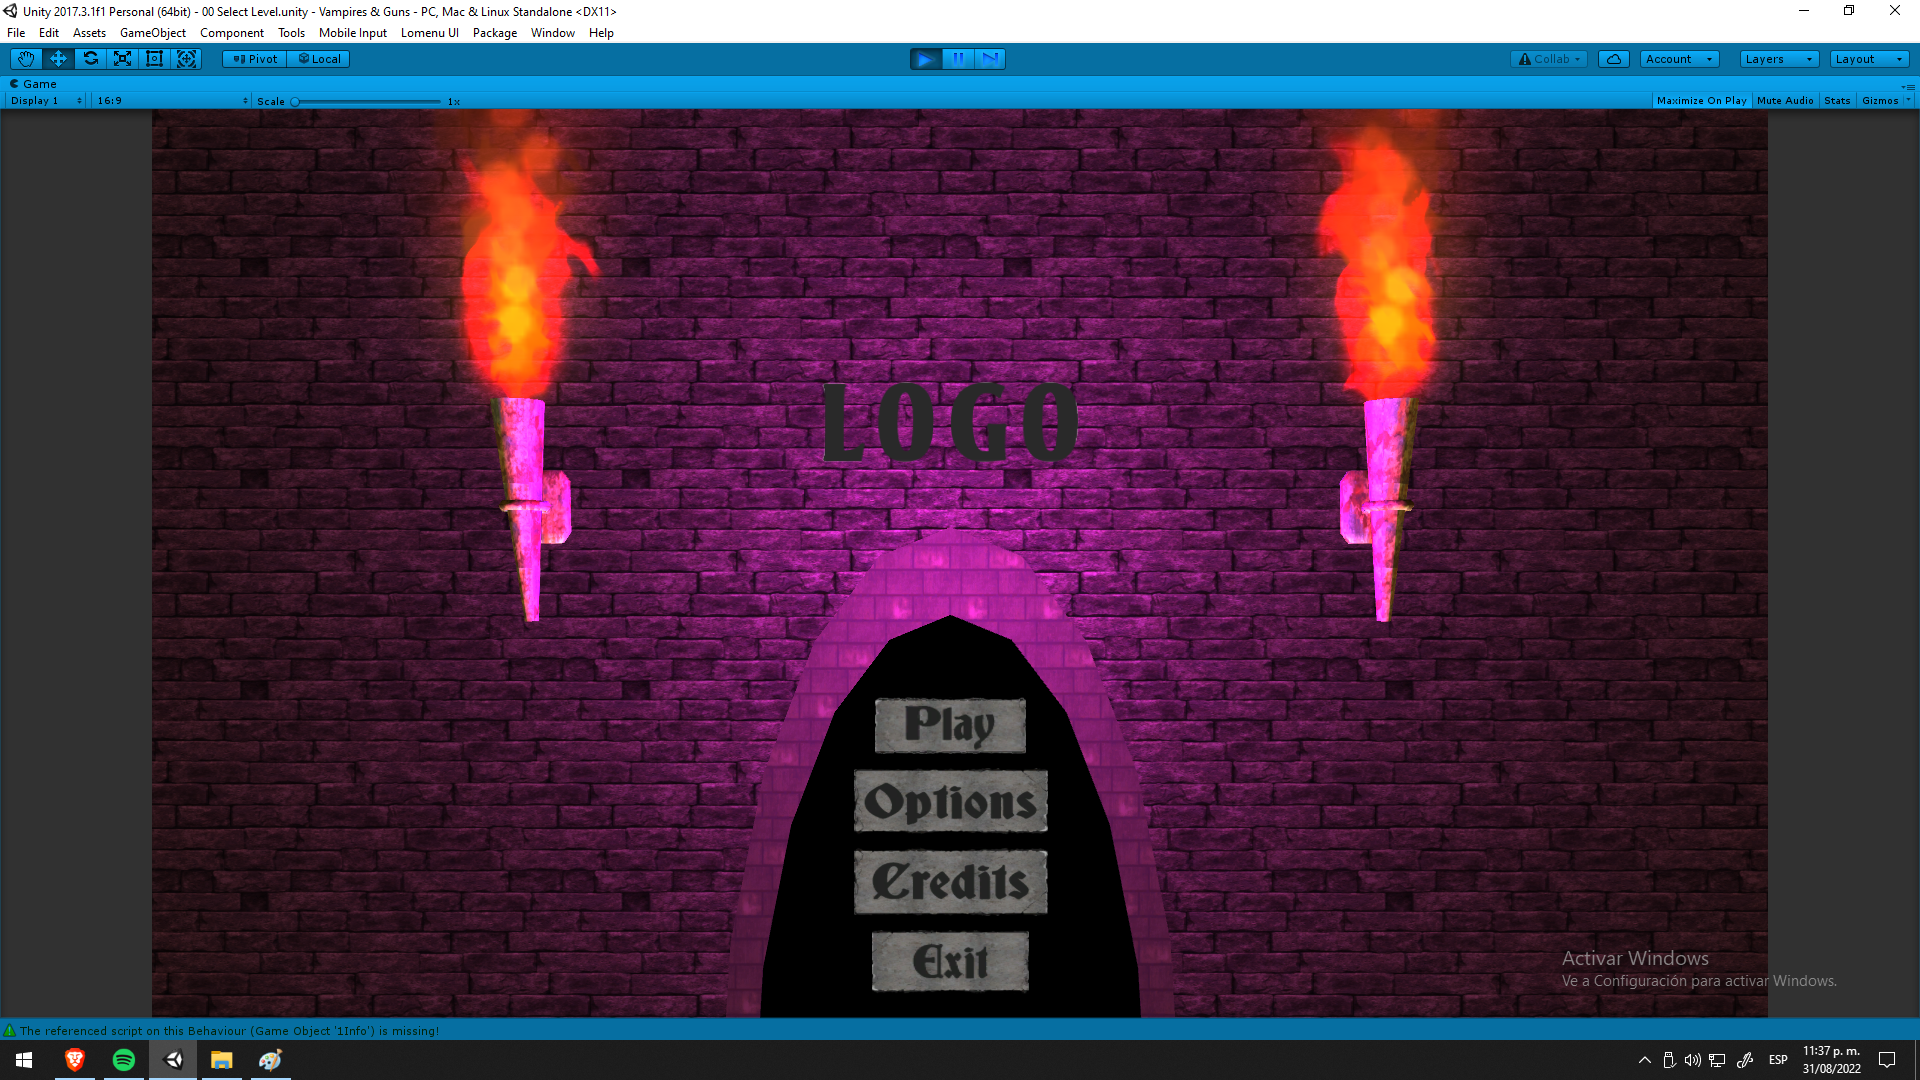 Unity 2017.3.1f1 Personal (64bit) - 00 Select Level.unity - Vampires & Guns - PC, Mac & Linux Standalone <DX11>
File Edit Assets GameObject Component Tools Mobile Input Lomenu UI Package Window Help
Pivot Local Collab Account Layers Layout
Game
Display 1 16:9 Scale 1x Maximize On Play Mute Audio Stats Gizmos
LOGO
Play
Options
Credits
Exit
Activar Windows
Ve a Configuración para activar Windows.
The referenced script on this Behaviour (Game Object '1Info') is missing!
ESP
11:37 p. m.
31/08/2022